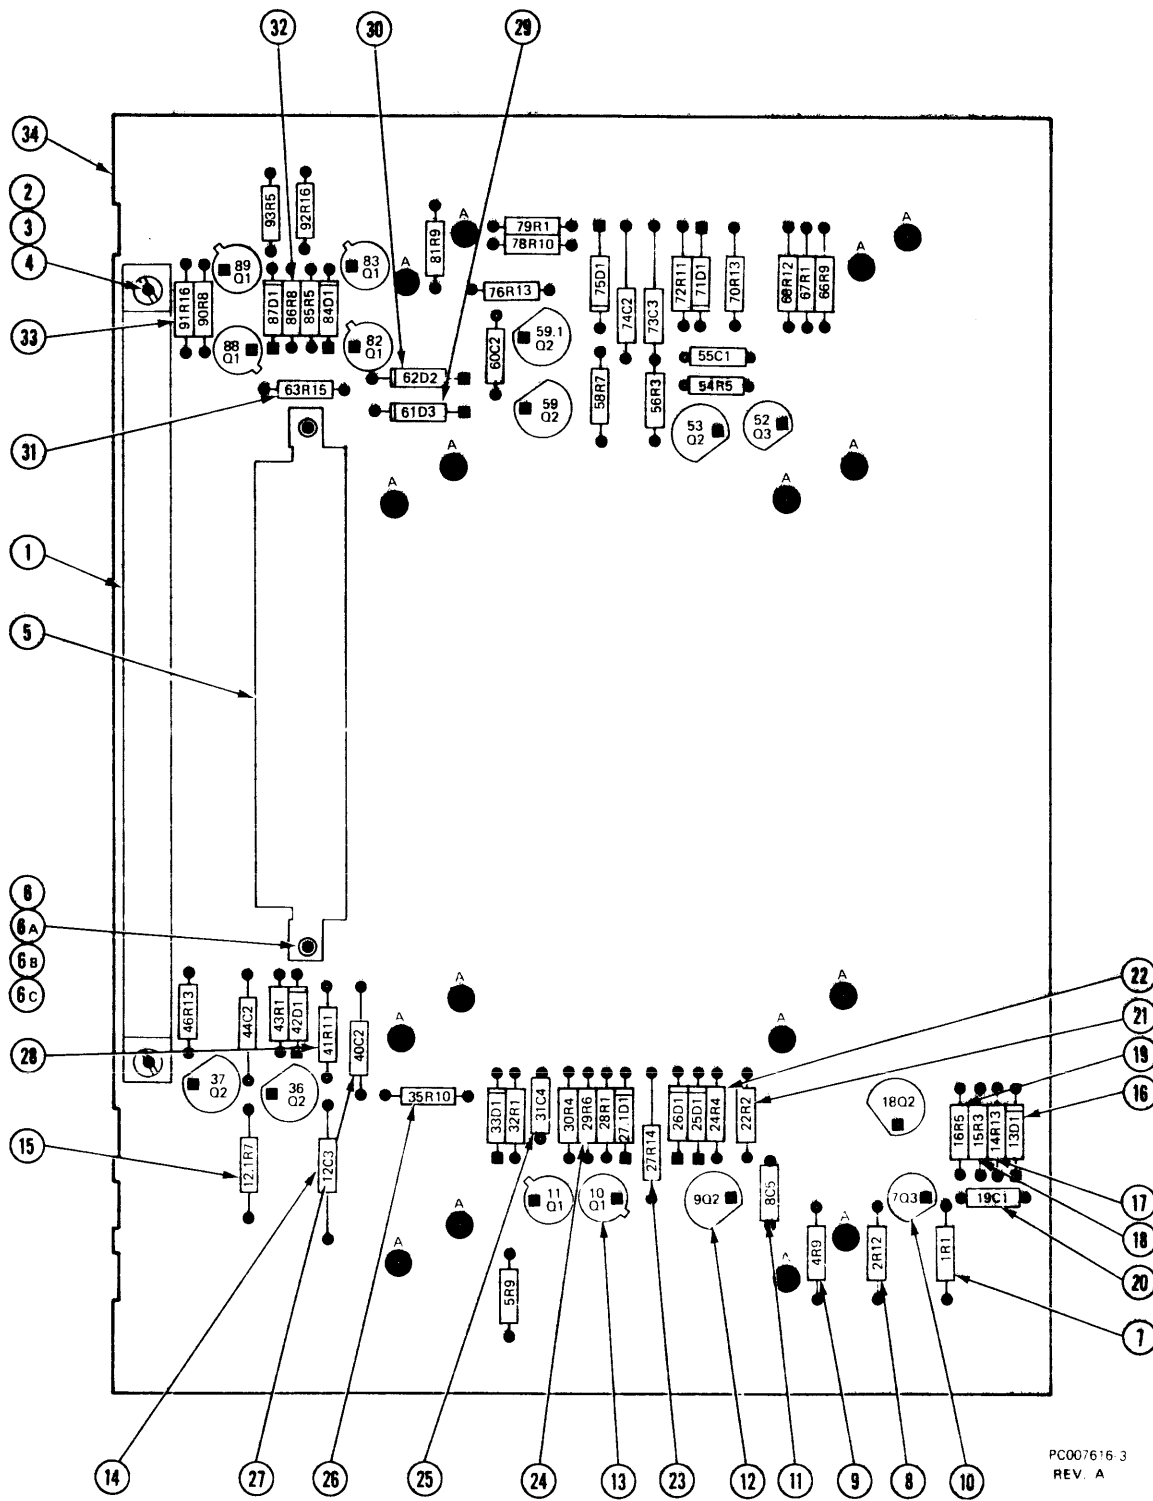 32
30
29
34
2
3
4
33
31
1
5
6
6A
6B
6C
28
15
93R5
92R16
81R9
A
A
79R1
78R10
76R13
75D1
74C2
73C3
72R11
71D1
70R13
68R12
67R1
66R9
A
A
89
Q1
83
Q1
91R16
90R8
87D1
86R8
85R5
84D1
88
Q1
82
Q1
63R15
62D2
61D3
60C2
59.1
Q2
59
Q2
58R7
56R3
55C1
54R5
53
Q2
52
Q3
A
A
A
A
A
A
A
A
46R13
44C2
43R1
42D1
41R11
40C2
37
Q2
36
Q2
35R10
12.1R7
12C3
33D1
32R1
31C4
30R4
29R6
28R1
27.1D1
27R14
26D1
25D1
24R4
22R2
18Q2
16R5
15R3
14R13
13D1
11
Q1
10
Q1
9Q2
8C5
7Q3
19C1
A
A
A
A
5R9
4R9
2R12
1R1
22
21
19
16
17
18
20
7
14
27
26
25
24
13
23
12
11
9
8
10
PC007616-3
REV. A